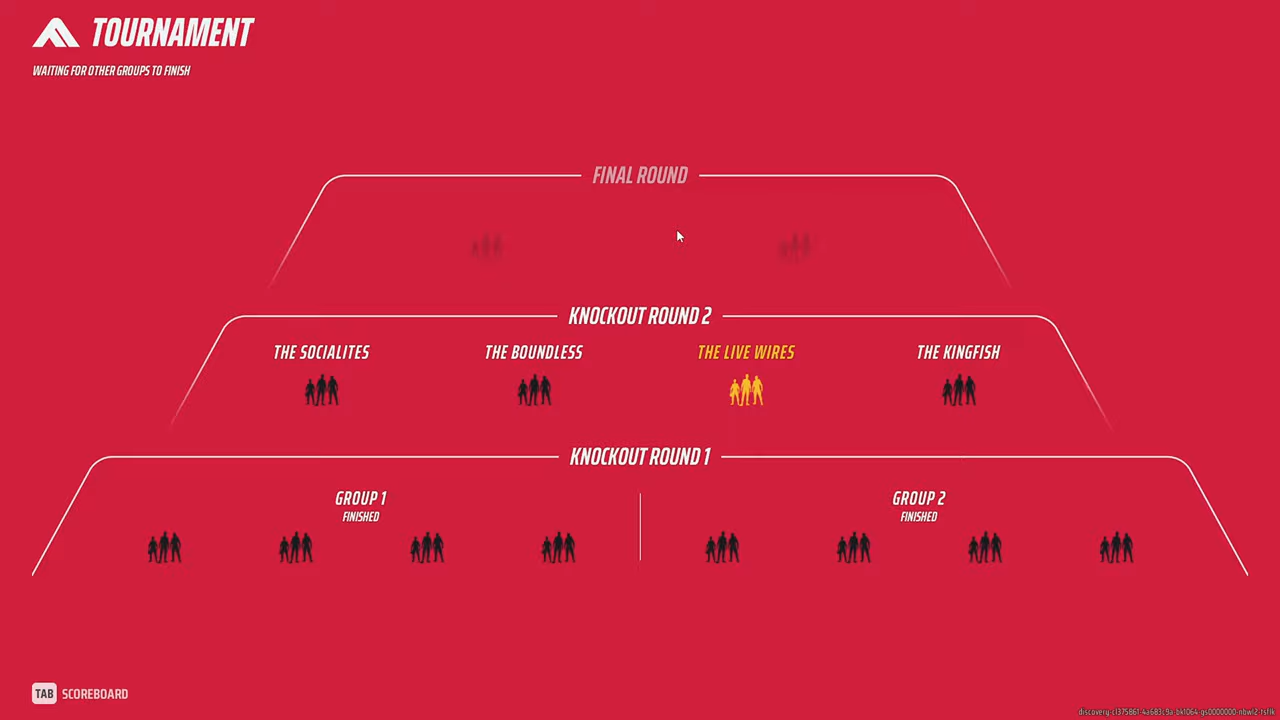 TOURNAMENT
WAITING FOR OTHER GROUPS TO FINISH
FINAL ROUND
KNOCKOUT ROUND 2
THE SOCIALITES
THE BOUNDLESS
THE LIVE WIRES
THE KINGFISH
KNOCKOUT ROUND 1
GROUP 1
FINISHED
GROUP 2
FINISHED
TAB SCOREBOARD